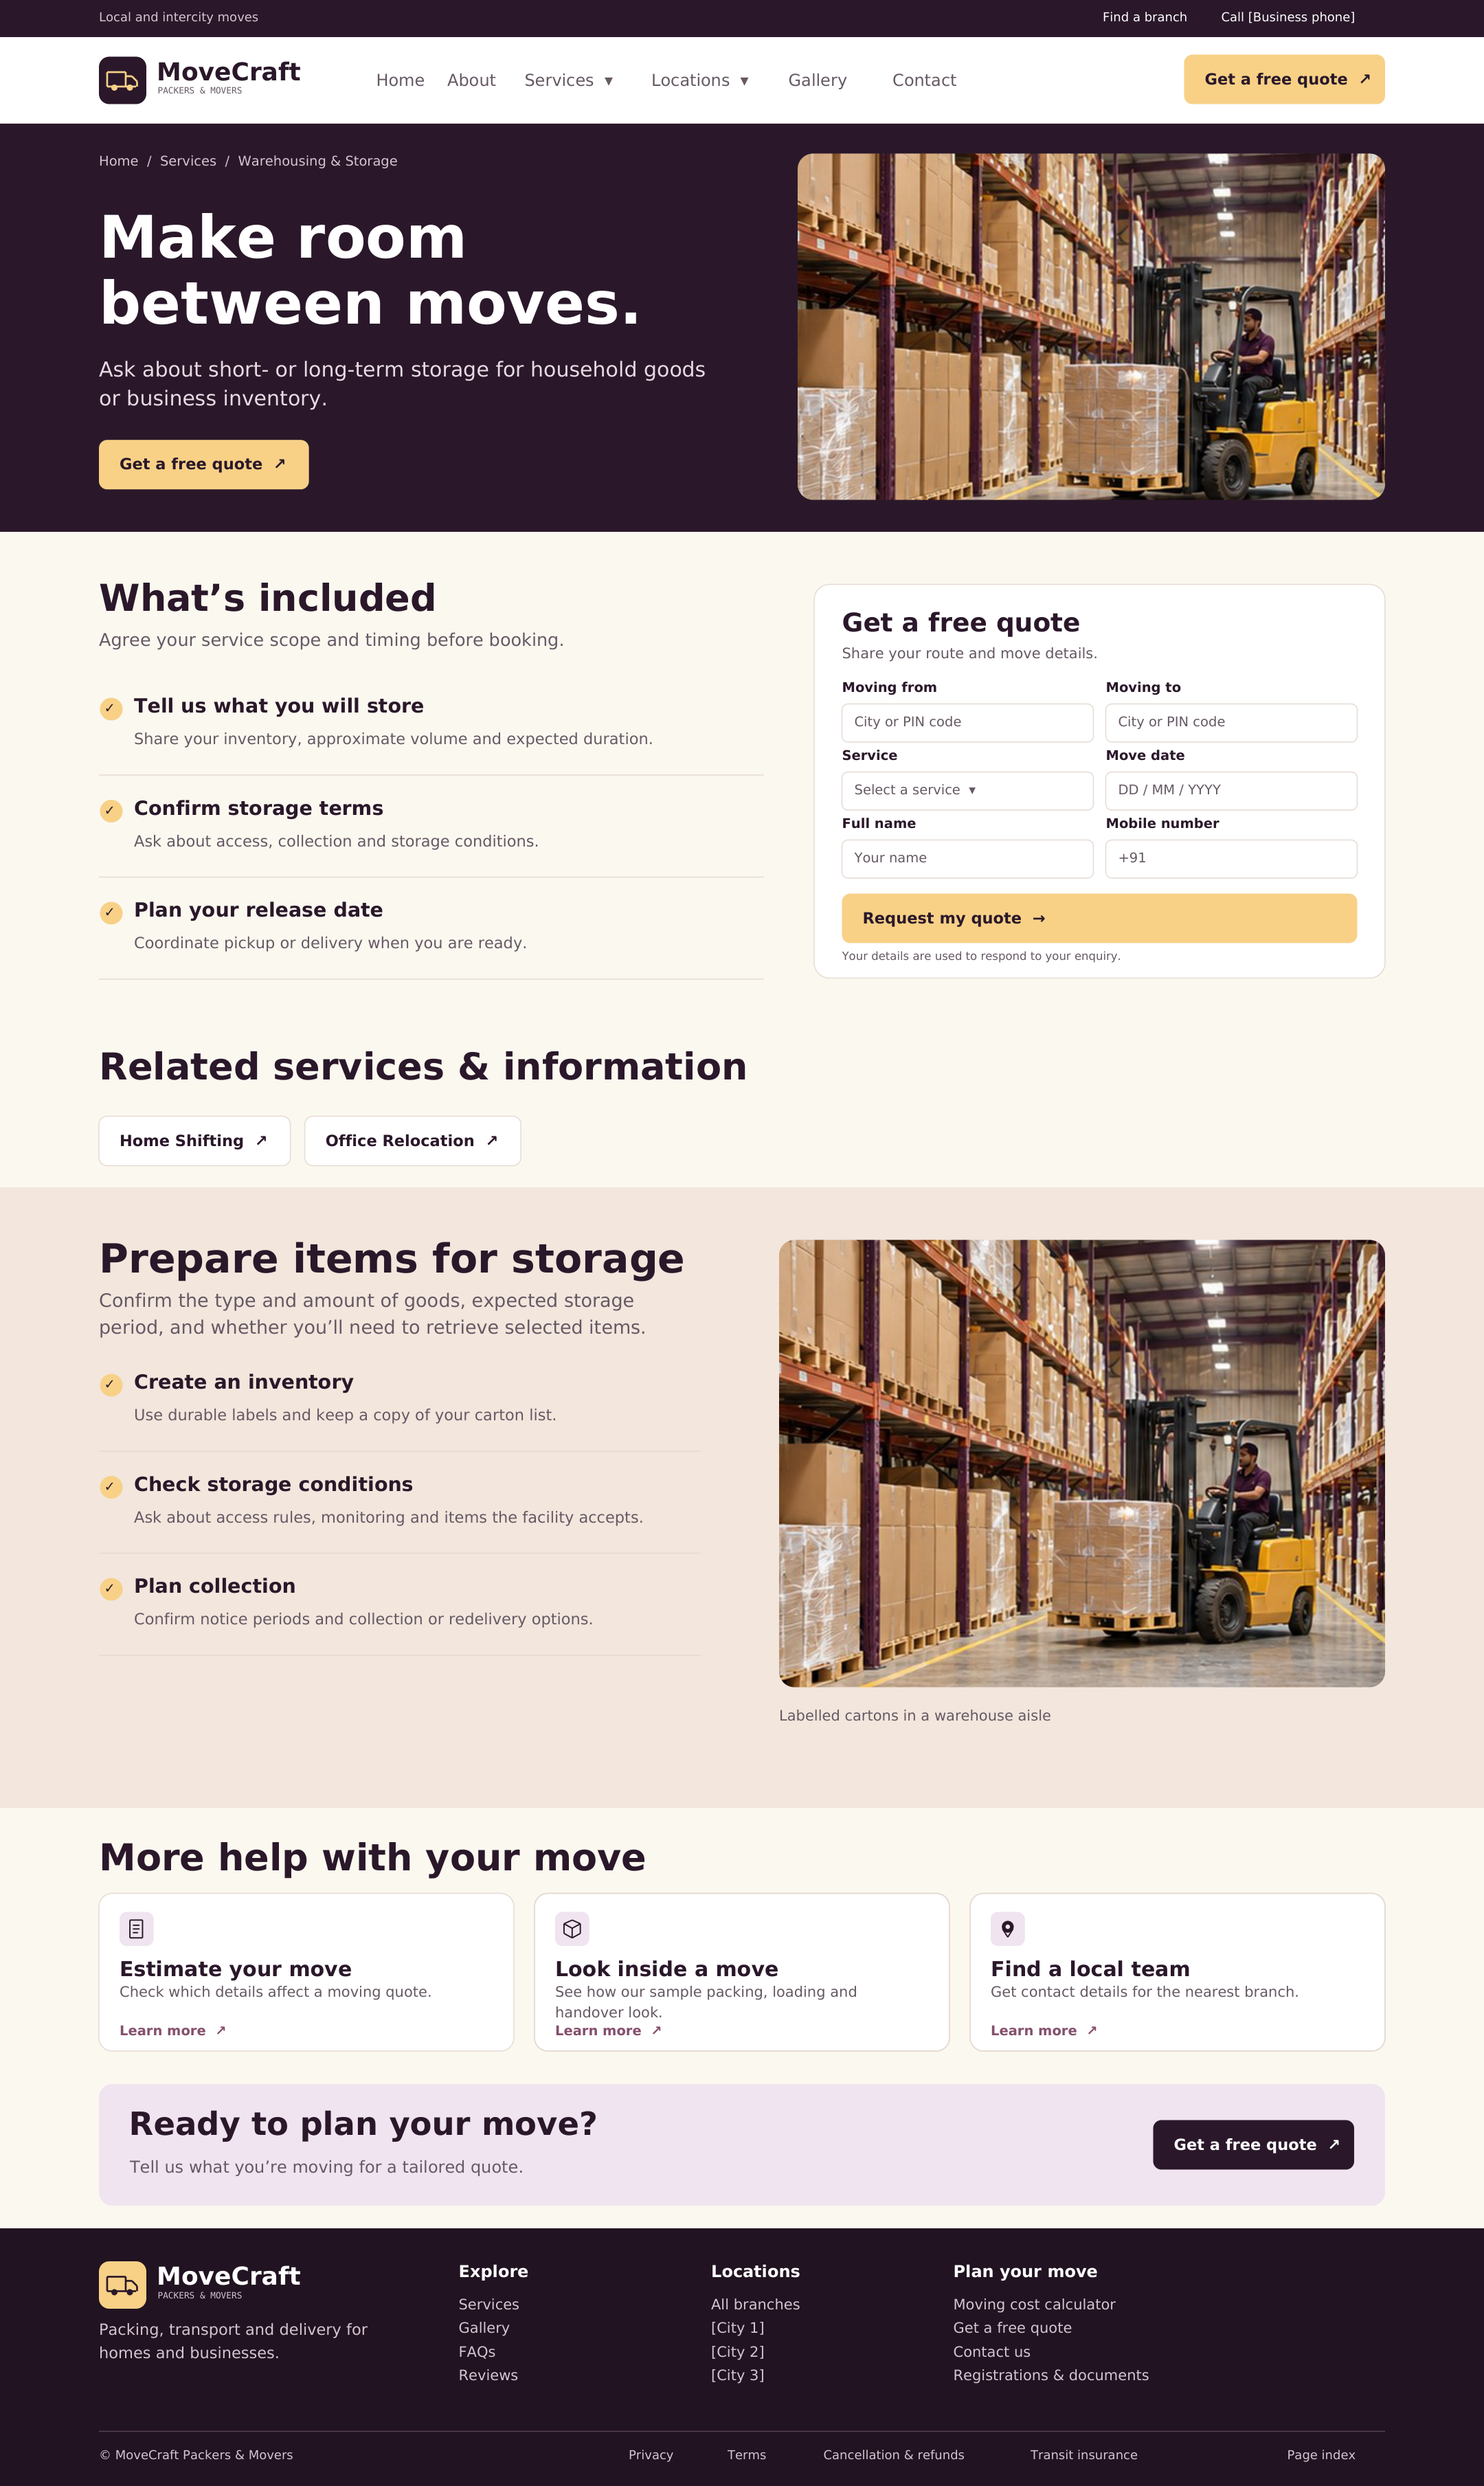 Local and intercity moves
Find a branch
Call [Business phone]
MoveCraft
PACKERS & MOVERS
Home
About
Services ▾
Locations ▾
Gallery
Contact
Get a free quote ↗
Home / Services / Warehousing & Storage
Make room
between moves.
Ask about short- or long-term storage for household goods
or business inventory.
Get a free quote ↗
What’s included
Agree your service scope and timing before booking.
✓ Tell us what you will store
Share your inventory, approximate volume and expected duration.
✓ Confirm storage terms
Ask about access, collection and storage conditions.
✓ Plan your release date
Coordinate pickup or delivery when you are ready.
Get a free quote
Share your route and move details.
Moving from
Moving to
City or PIN code
City or PIN code
Service
Move date
Select a service ▾
DD / MM / YYYY
Full name
Mobile number
Your name
+91
Request my quote →
Your details are used to respond to your enquiry.
Related services & information
Home Shifting ↗
Office Relocation ↗
Prepare items for storage
Confirm the type and amount of goods, expected storage
period, and whether you’ll need to retrieve selected items.
✓ Create an inventory
Use durable labels and keep a copy of your carton list.
✓ Check storage conditions
Ask about access rules, monitoring and items the facility accepts.
✓ Plan collection
Confirm notice periods and collection or redelivery options.
Labelled cartons in a warehouse aisle
More help with your move
Estimate your move
Check which details affect a moving quote.
Learn more ↗
Look inside a move
See how our sample packing, loading and
handover look.
Learn more ↗
Find a local team
Get contact details for the nearest branch.
Learn more ↗
Ready to plan your move?
Tell us what you’re moving for a tailored quote.
Get a free quote ↗
MoveCraft
PACKERS & MOVERS
Packing, transport and delivery for
homes and businesses.
Explore
Services
Gallery
FAQs
Reviews
Locations
All branches
[City 1]
[City 2]
[City 3]
Plan your move
Moving cost calculator
Get a free quote
Contact us
Registrations & documents
© MoveCraft Packers & Movers
Privacy
Terms
Cancellation & refunds
Transit insurance
Page index